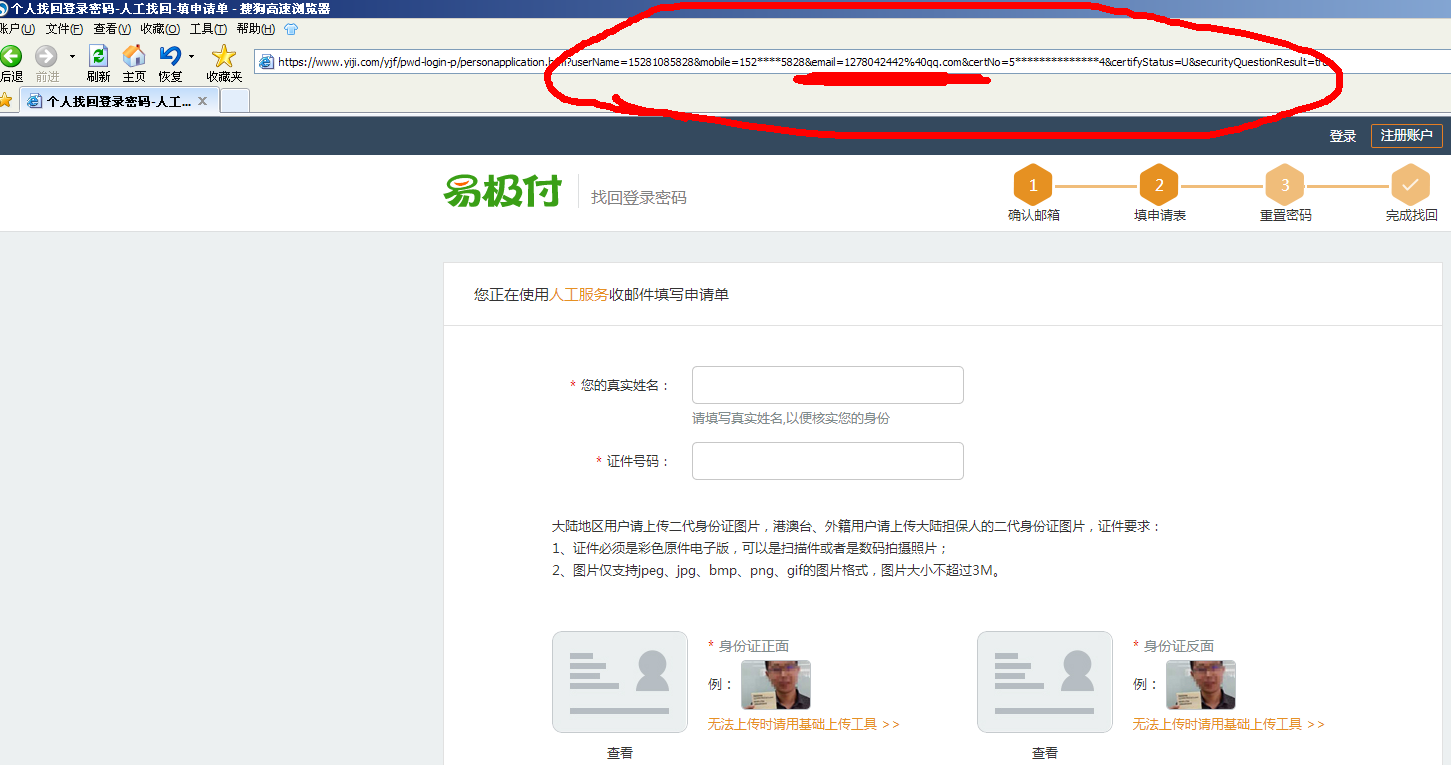 个人找回登录密码-人工找回-填申请单 - 搜狗高速浏览器
账户(U) 文件(F) 查看(V) 收藏(O) 工具(T) 帮助(H)
后退 前进 刷新 主页 恢复 收藏夹
https://www.yiji.com/yjf/pwd-login-p/personapplication.htm?userName=15281085828&mobile=152****5828&email=1278042442%40qq.com&certNo=5**************4&certifyStatus=U&securityQuestionResult=tru
个人找回登录密码-人工...
登录 注册账户
易极付 找回登录密码
1 2 3
确认邮箱 填申请表 重置密码 完成找回
您正在使用人工服务收邮件填写申请单
* 您的真实姓名：
请填写真实姓名,以便核实您的身份
* 证件号码：
大陆地区用户请上传二代身份证图片，港澳台、外籍用户请上传大陆担保人的二代身份证图片，证件要求：
1、证件必须是彩色原件电子版，可以是扫描件或者是数码拍摄照片；
2、图片仅支持jpeg、jpg、bmp、png、gif的图片格式，图片大小不超过3M。
* 身份证正面 * 身份证反面
例： 例：
无法上传时请用基础上传工具 >> 无法上传时请用基础上传工具 >>
查看 查看